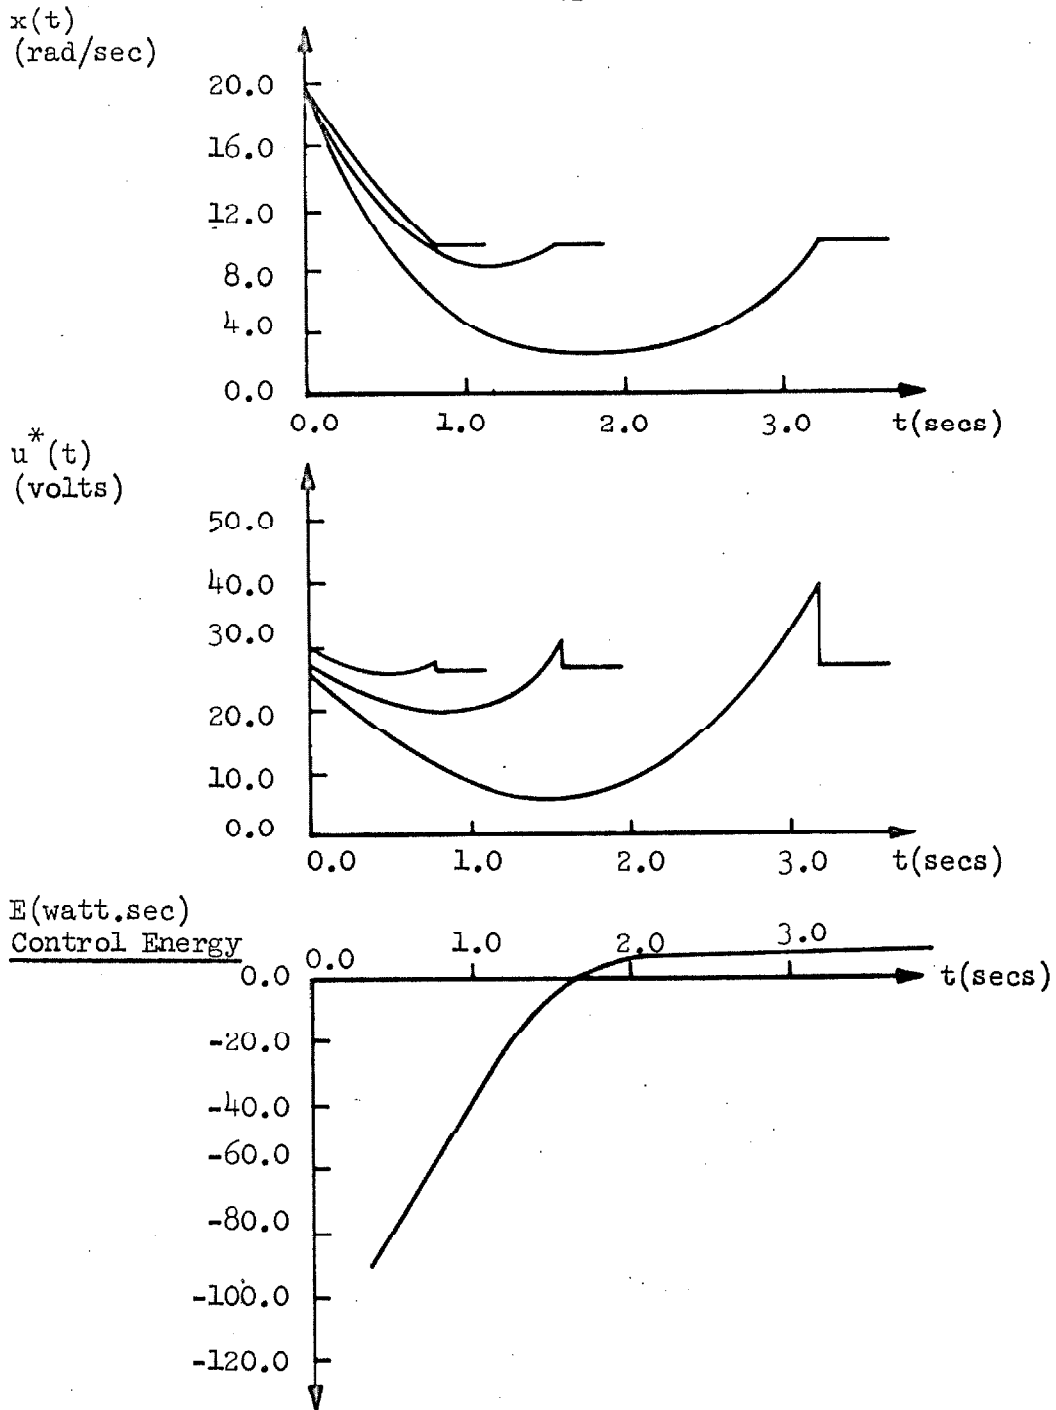 x(t)
(rad/sec)
20.0
16.0
12.0
8.0
4.0
0.0
0.0 1.0 2.0 3.0 t(secs)
u*(t)
(volts)
50.0
40.0
30.0
20.0
10.0
0.0
0.0 1.0 2.0 3.0 t(secs)
E(watt.sec)
Control Energy
0.0 1.0 2.0 3.0
0.0 t(secs)
-20.0
-40.0
-60.0
-80.0
-100.0
-120.0